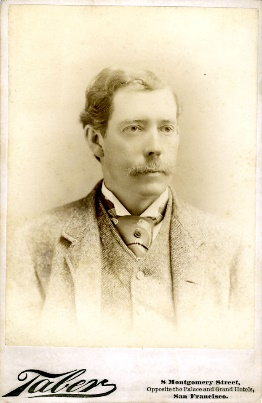 Taber
8 Montgomery Street,
Opposite the Palace and Grand Hotels,
San Francisco.